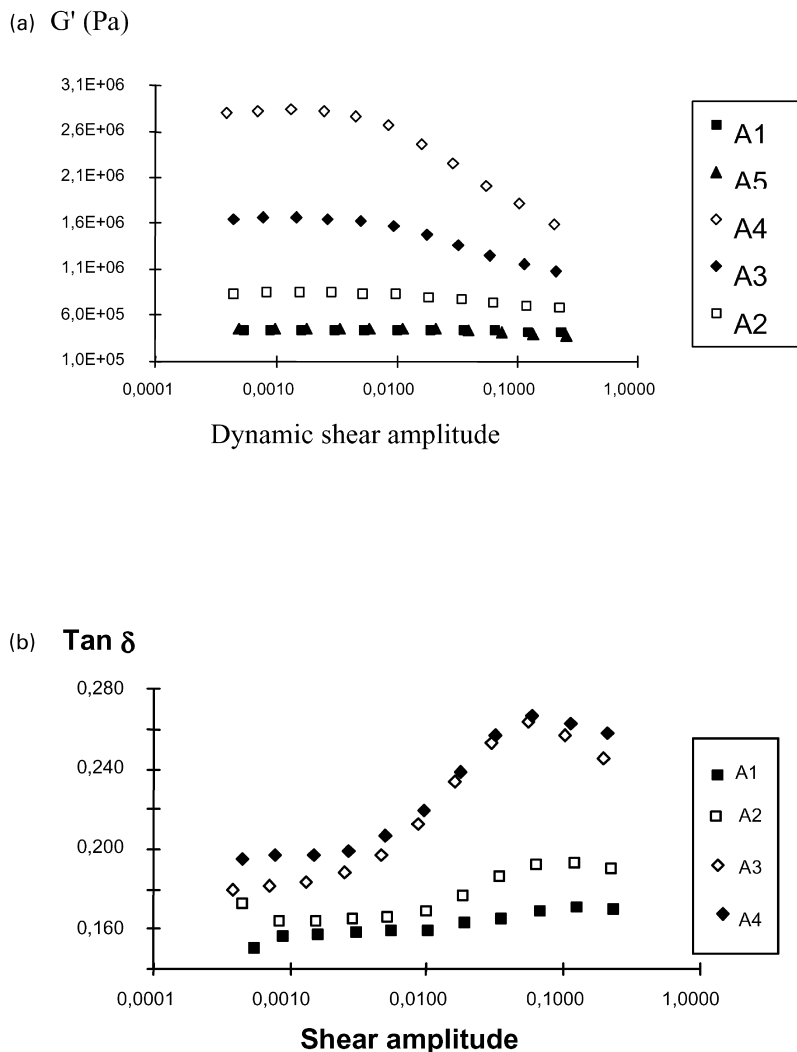 (a) G' (Pa)
3,1E+06
2,6E+06
2,1E+06
1,6E+06
1,1E+06
6,0E+05
1,0E+05
0,0001 0,0010 0,0100 0,1000 1,0000
Dynamic shear amplitude
A1
A5
A4
A3
A2
(b) Tan δ
0,280
0,240
0,200
0,160
0,0001 0,0010 0,0100 0,1000 1,0000
Shear amplitude
A1
A2
A3
A4